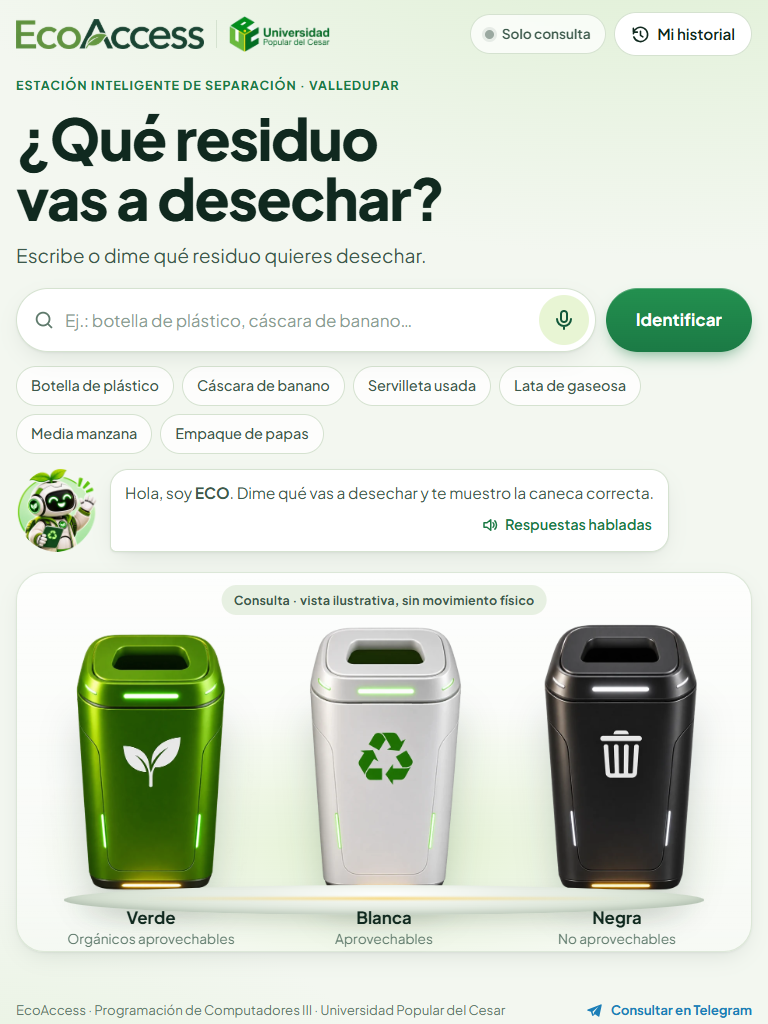 EcoAccess
Universidad
Popular del Cesar
Solo consulta
Mi historial
ESTACIÓN INTELIGENTE DE SEPARACIÓN · VALLEDUPAR
¿Qué residuo
vas a desechar?
Escribe o dime qué residuo quieres desechar.
Ej.: botella de plástico, cáscara de banano…
Identificar
Botella de plástico
Cáscara de banano
Servilleta usada
Lata de gaseosa
Media manzana
Empaque de papas
Hola, soy ECO. Dime qué vas a desechar y te muestro la caneca correcta.
Respuestas habladas
Consulta · vista ilustrativa, sin movimiento físico
Verde
Orgánicos aprovechables
Blanca
Aprovechables
Negra
No aprovechables
EcoAccess · Programación de Computadores III · Universidad Popular del Cesar
Consultar en Telegram